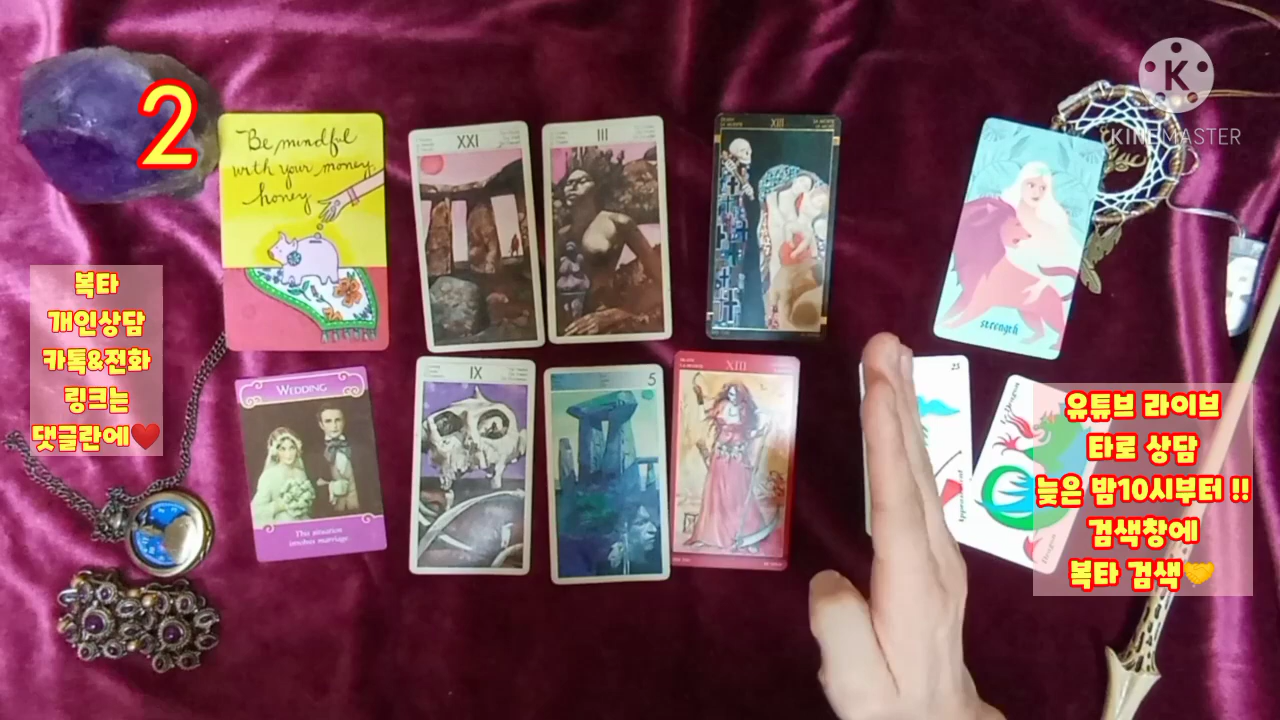 2
Be mindful
with your money,
honey
XXI
III
XIII
KINEMASTER
strength
복타
개인상담
카톡&전화
링크는
댓글란에❤️
WEDDING
This situation
involves marriage.
IX
5
XIII
25
Dragon
Dragon
유튜브 라이브
타로 상담
늦은 밤10시부터 !!
검색창에
복타 검색🤝